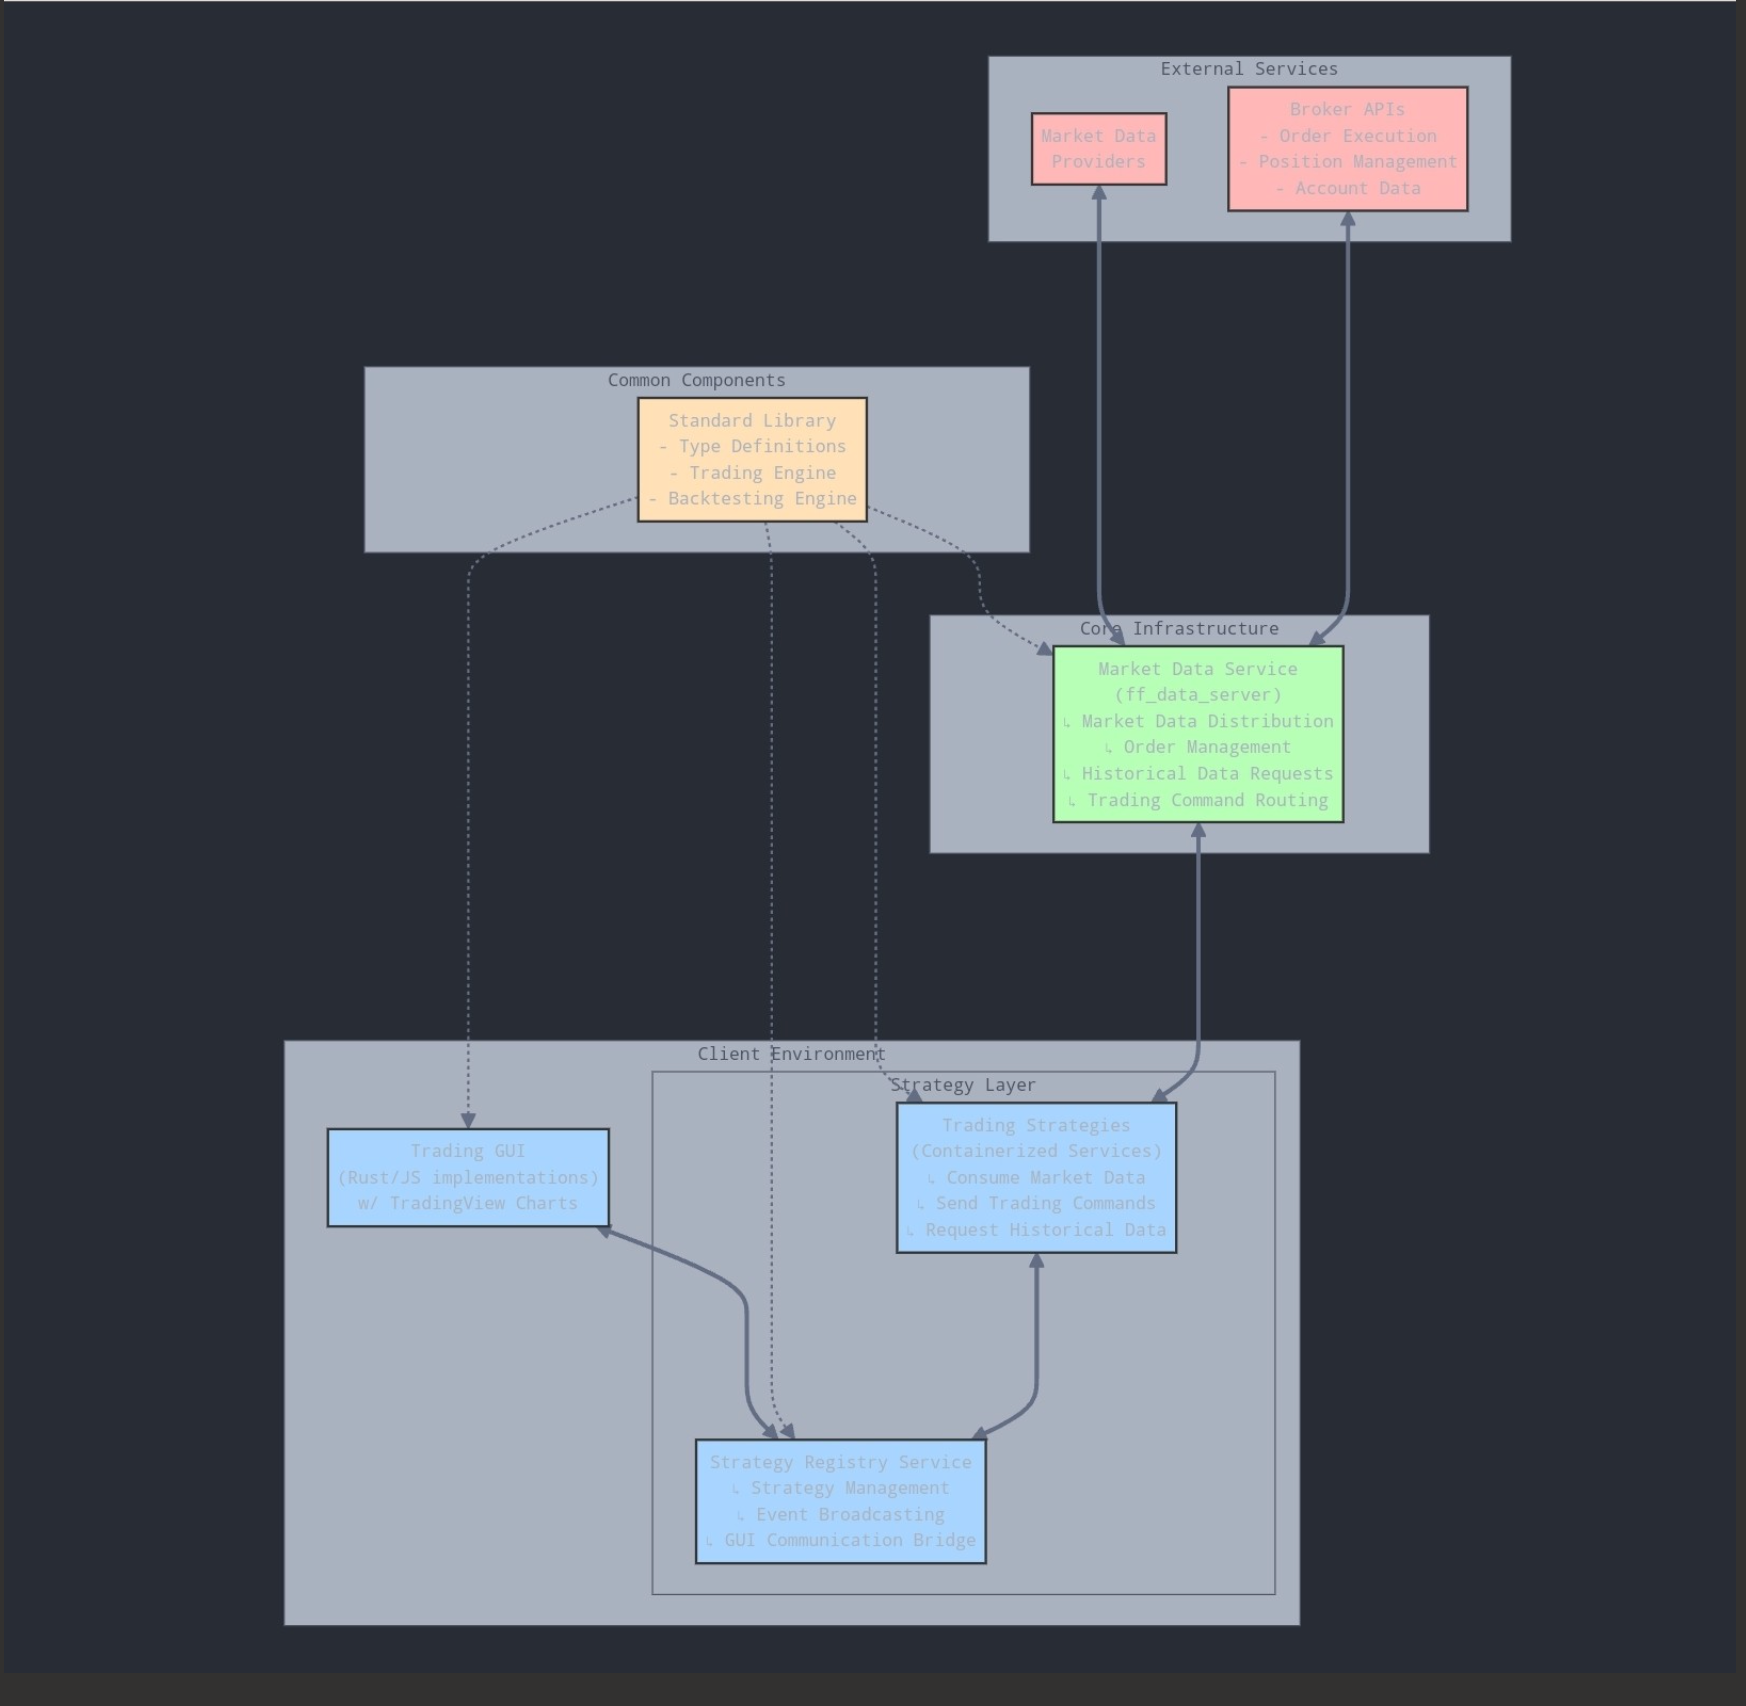 External Services
Market Data
Providers
Broker APIs
- Order Execution
- Position Management
- Account Data
Common Components
Standard Library
- Type Definitions
- Trading Engine
- Backtesting Engine
Core Infrastructure
Market Data Service
(ff_data_server)
↳ Market Data Distribution
↳ Order Management
↳ Historical Data Requests
↳ Trading Command Routing
Client Environment
Strategy Layer
Trading GUI
(Rust/JS implementations)
w/ TradingView Charts
Trading Strategies
(Containerized Services)
↳ Consume Market Data
↳ Send Trading Commands
↳ Request Historical Data
Strategy Registry Service
↳ Strategy Management
↳ Event Broadcasting
↳ GUI Communication Bridge